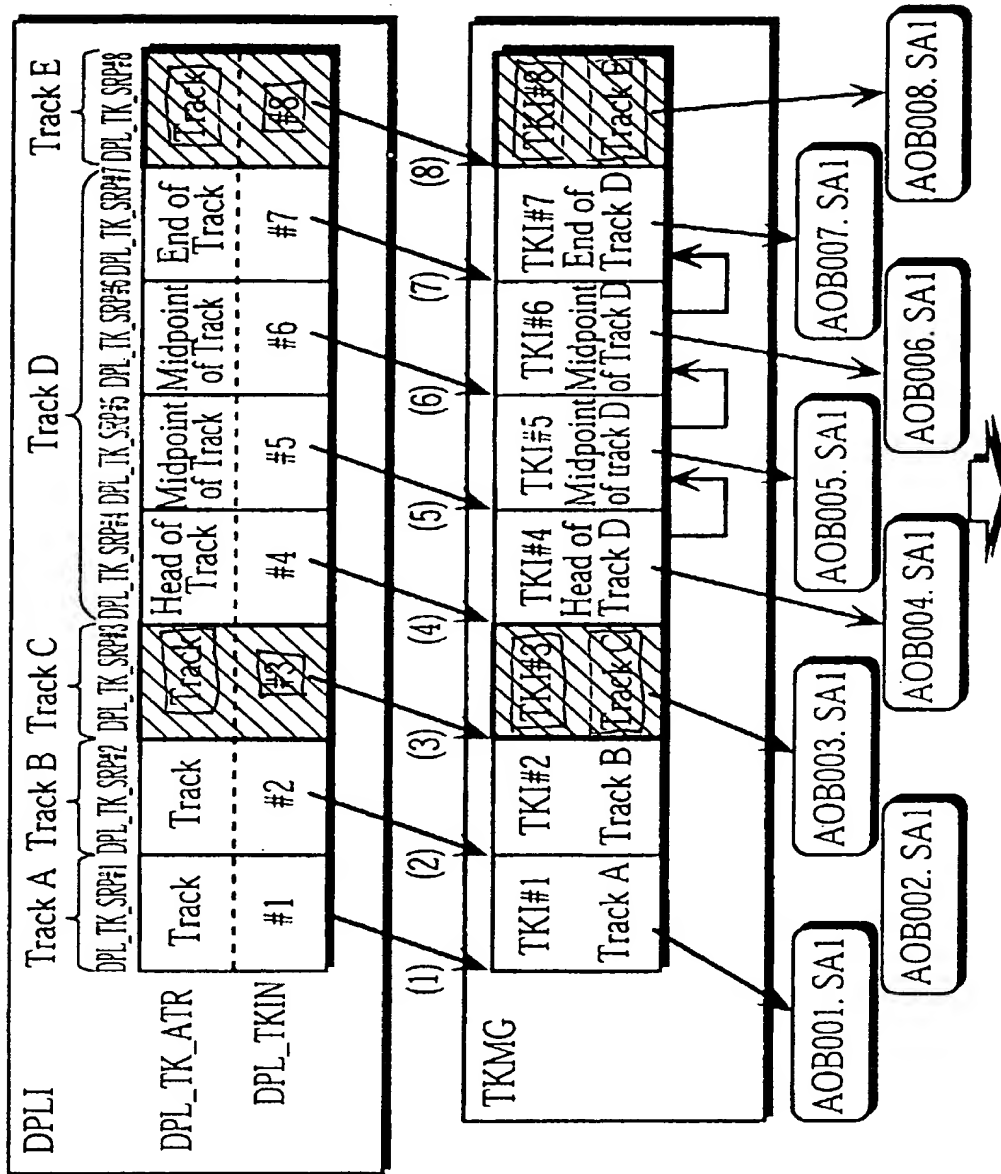 DPLI
Track A Track B Track C Track D Track E
DPL_TK_SRP#1 DPL_TK_SRP#2 DPL_TK_SRP#3 DPL_TK_SRP#4 DPL_TK_SRP#5 DPL_TK_SRP#6 DPL_TK_SRP#7 DPL_TK_SRP#8
DPL_TK_ATR Track Track Track Head of Track Midpoint of Track Midpoint of Track End of Track Track
DPL_TKIN #1 #2 #3 #4 #5 #6 #7 #8
(1) (2) (3) (4) (5) (6) (7) (8)
TKMG
TKI#1 TKI#2 TKI#3 TKI#4 TKI#5 TKI#6 TKI#7 TKI#8
Track A Track B Track C Head of Track D Midpoint of track D Midpoint of Track D End of Track D Track E
AOB001. SA1 AOB003. SA1 AOB005. SA1 AOB007. SA1
AOB002. SA1 AOB004. SA1 AOB006. SA1 AOB008. SA1